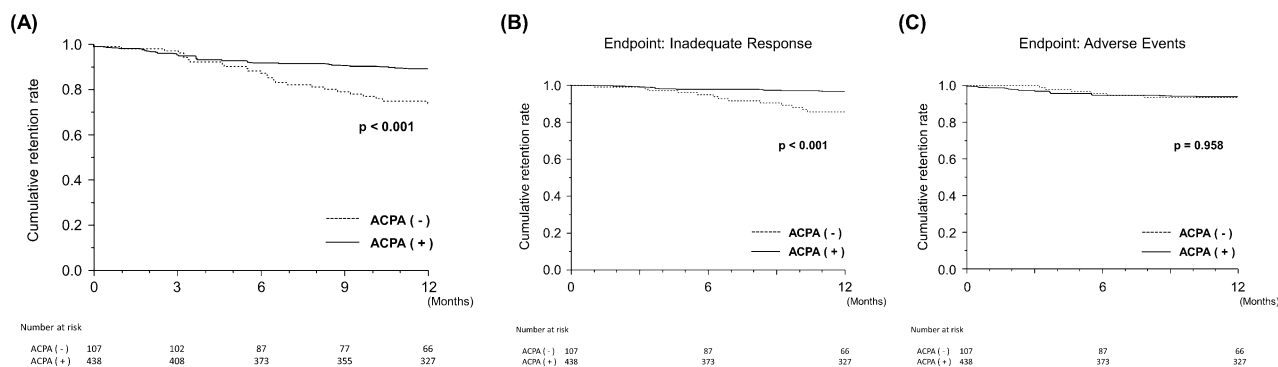 (A)
Cumulative retention rate
1.0
0.8
0.6
0.4
0.2
0.0
p < 0.001
ACPA ( - )
ACPA ( + )
0 3 6 9 12
(Months)
Number at risk
ACPA ( - ) 107 102 87 77 66
ACPA ( + ) 438 408 373 355 327
(B)
Endpoint: Inadequate Response
Cumulative retention rate
1.0
0.8
0.6
0.4
0.2
0.0
p < 0.001
ACPA ( - )
ACPA ( + )
0 6 12
(Months)
Number at risk
ACPA ( - ) 107 87 66
ACPA ( + ) 438 373 327
(C)
Endpoint: Adverse Events
Cumulative retention rate
1.0
0.8
0.6
0.4
0.2
0.0
p = 0.958
ACPA ( - )
ACPA ( + )
0 6 12
(Months)
Number at risk
ACPA ( - ) 107 87 66
ACPA ( + ) 438 373 327